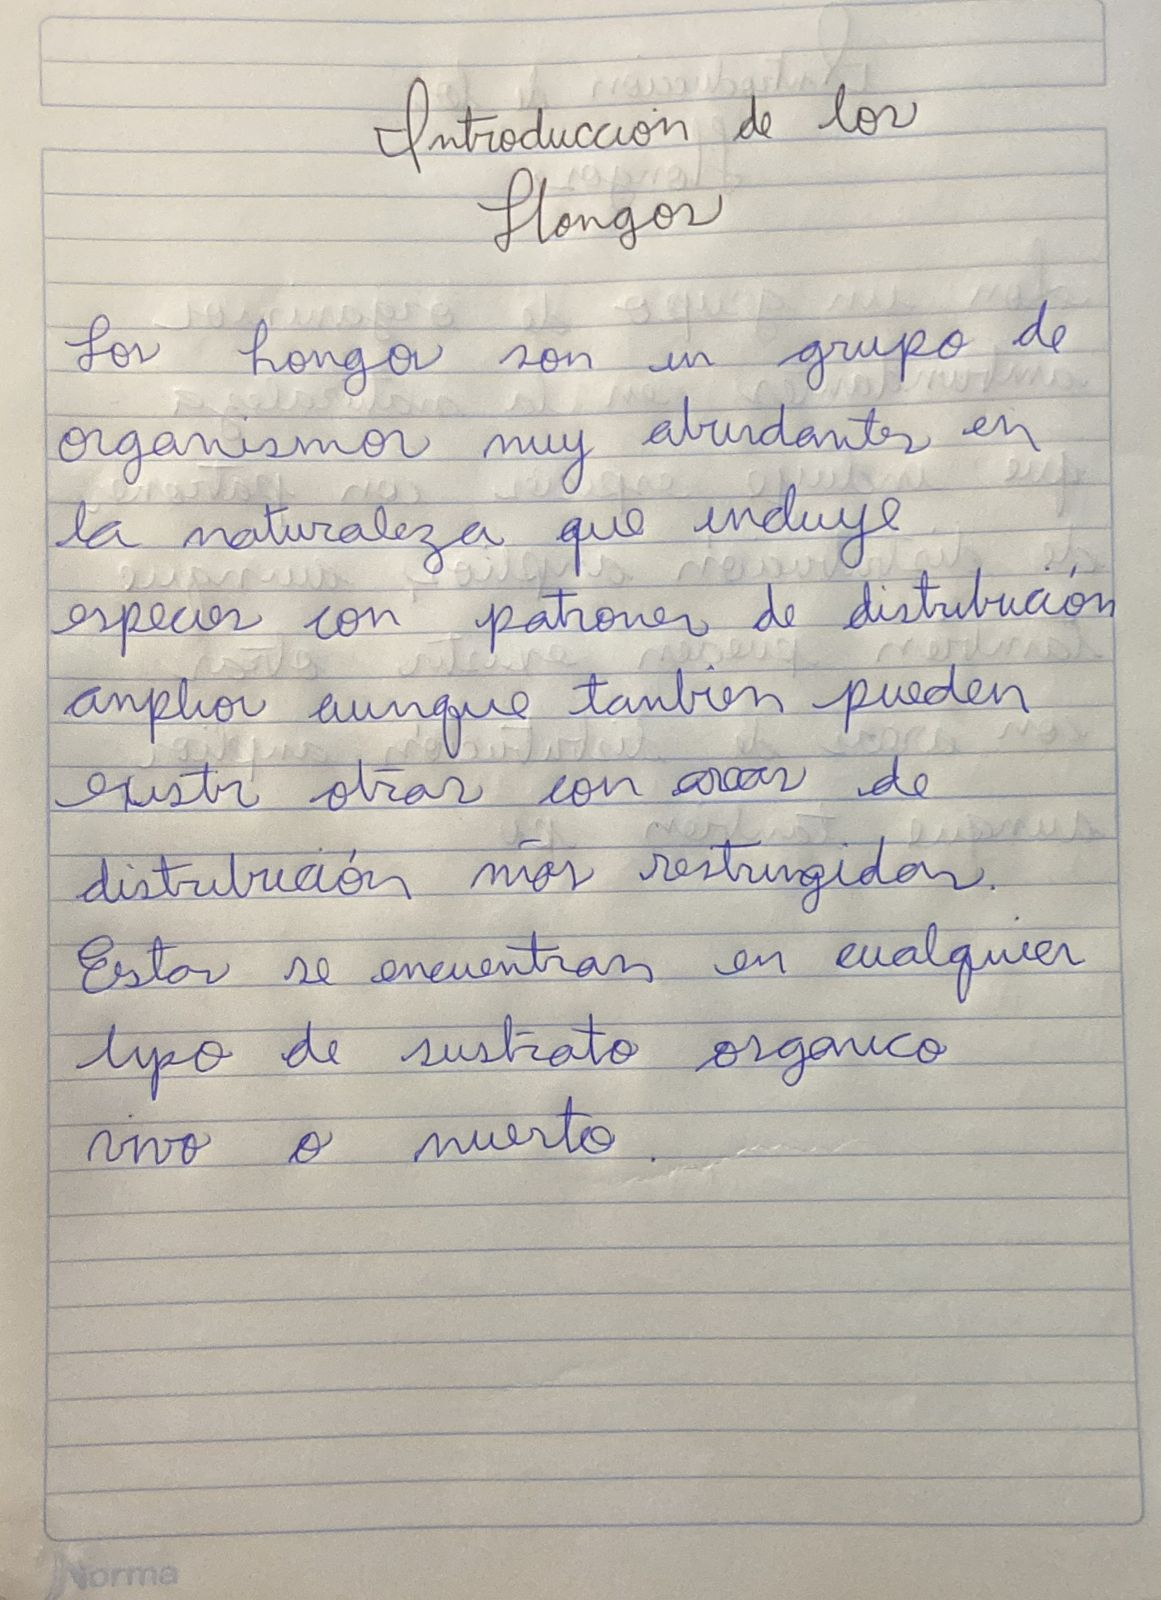 Introducción de los
Hongos
Los hongos son un grupo de
organismos muy abundantes en
la naturaleza que incluye
especies con patrones de distribución
anplios aunque tanbien pueden
existir otras con areas de
distribución más restringidas.
Estos se encuentran en cualquier
tipo de sustrato organico
vivo o muerto.
Norma